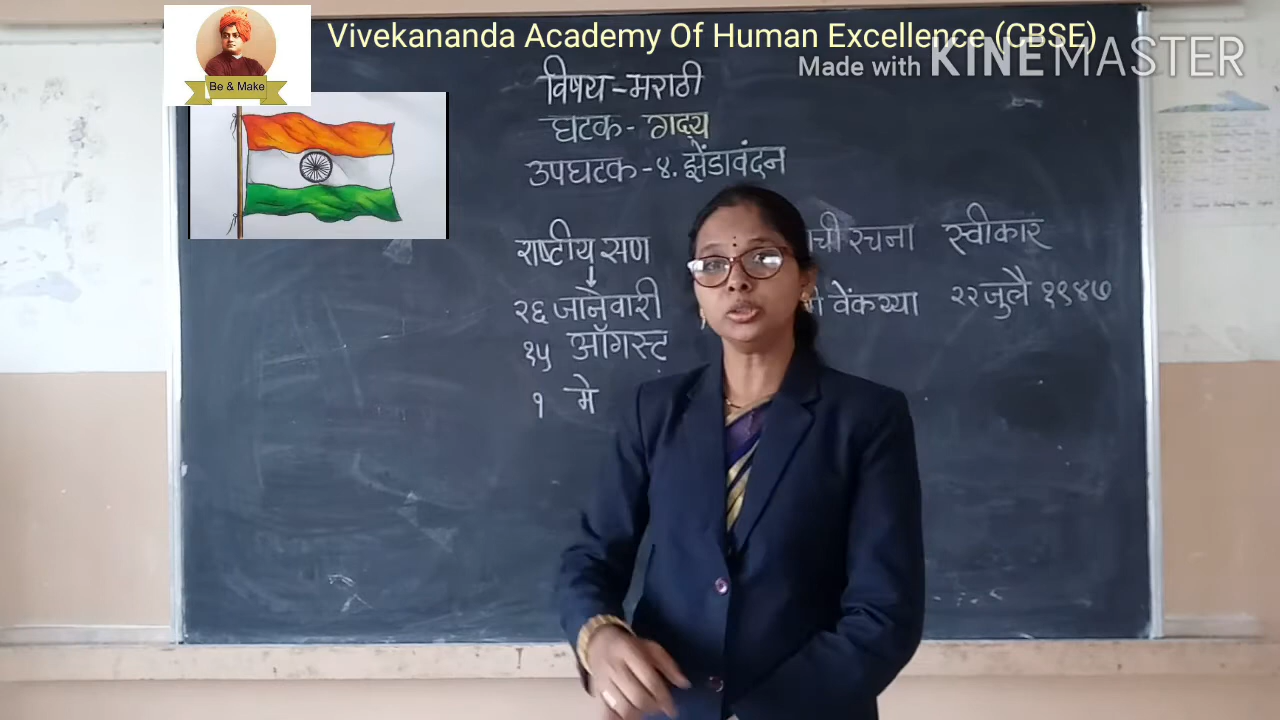 Vivekananda Academy Of Human Excellence (CBSE)
Made with KINEMASTER
Be & Make
विषय - मराठी
घटक - गद्य
उपघटक - ४. झेंडावंदन
राष्टीय सण
ची रचना स्वीकार
२६ जानेवारी
वेंकय्या २२ जुलै १९४७
१५ ऑगस्ट
१ मे